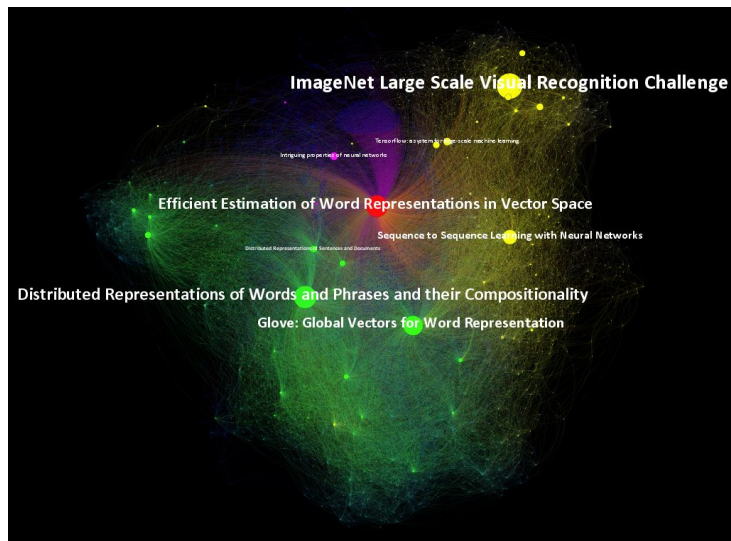 ImageNet Large Scale Visual Recognition Challenge
Tensorflow: a system for large-scale machine learning
Intriguing properties of neural networks
Efficient Estimation of Word Representations in Vector Space
Sequence to Sequence Learning with Neural Networks
Distributed Representations of Sentences and Documents
Distributed Representations of Words and Phrases and their Compositionality
Glove: Global Vectors for Word Representation